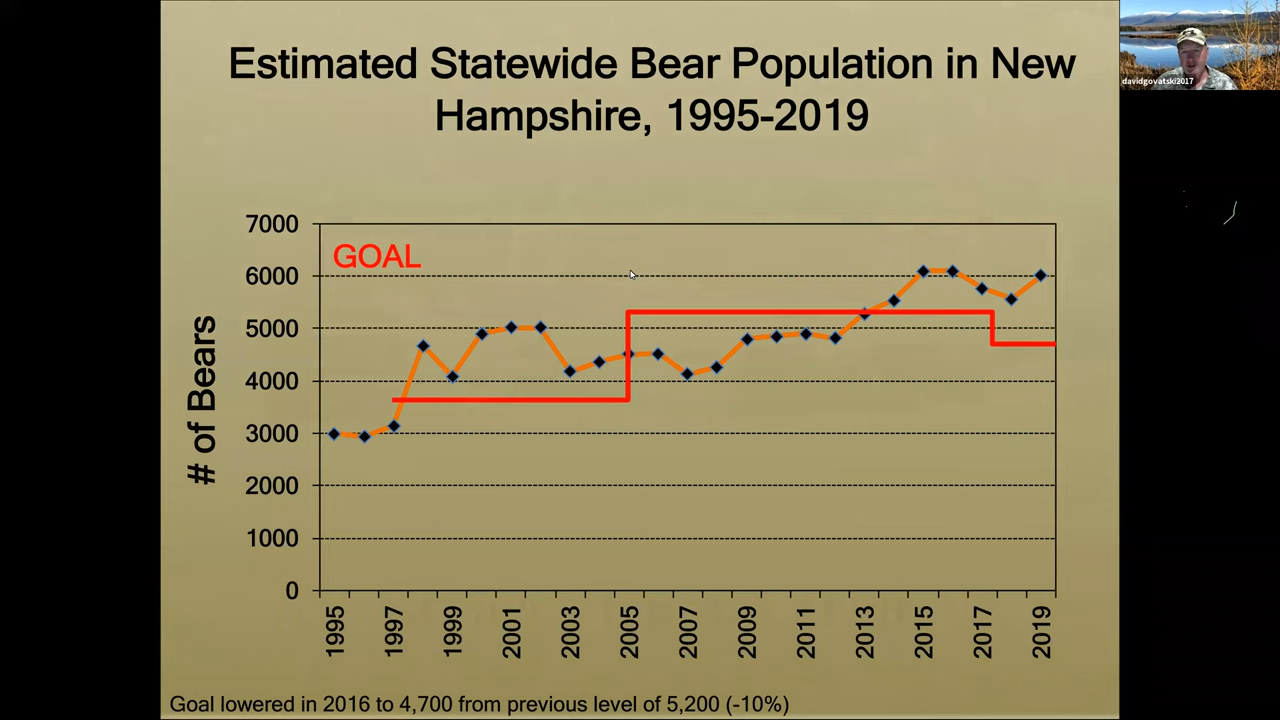 Estimated Statewide Bear Population in New
Hampshire, 1995-2019
davidgovatski2017
GOAL
# of Bears
7000
6000
5000
4000
3000
2000
1000
0
1995 1997 1999 2001 2003 2005 2007 2009 2011 2013 2015 2017 2019
Goal lowered in 2016 to 4,700 from previous level of 5,200 (-10%)